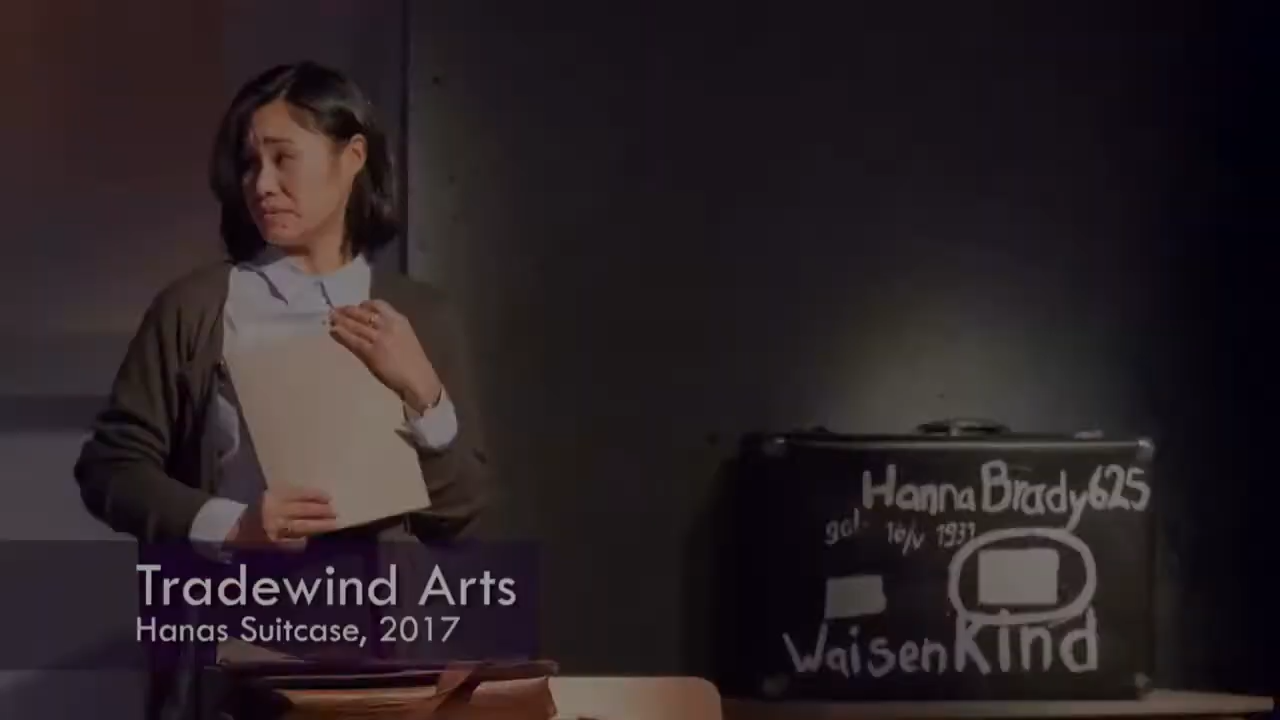 Hanna Brady 625
geb. 16/V 1931
Waisenkind
Tradewind Arts
Hanas Suitcase, 2017